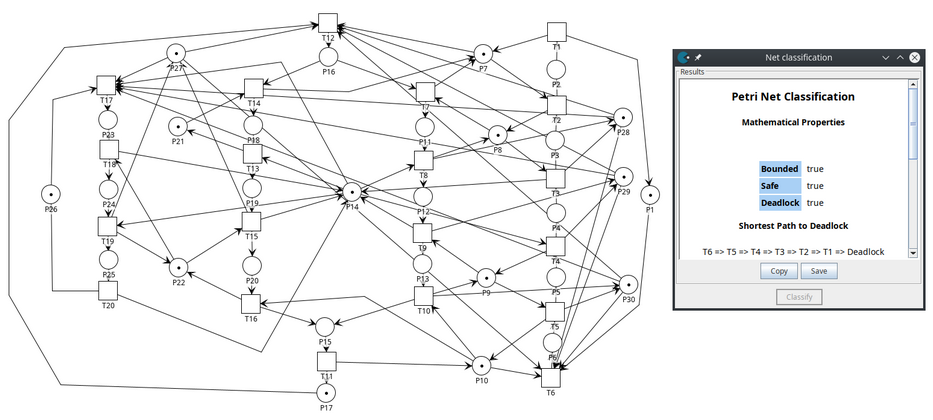 T12
T1
P27
P16
P7
P2
T17
T14
T7
T2
P28
P23
P21
P18
P11
P8
P3
T18
T13
T8
T3
P29
P24
P19
P14
P12
P4
P26
P1
T19
T15
T9
T4
P25
P22
P20
P13
P9
P5
P30
T20
T16
T10
T5
P15
P6
T11
P10
T6
P17
Net classification
Results
Petri Net Classification
Mathematical Properties
Bounded true
Safe true
Deadlock true
Shortest Path to Deadlock
T6 => T5 => T4 => T3 => T2 => T1 => Deadlock
Copy Save
Classify